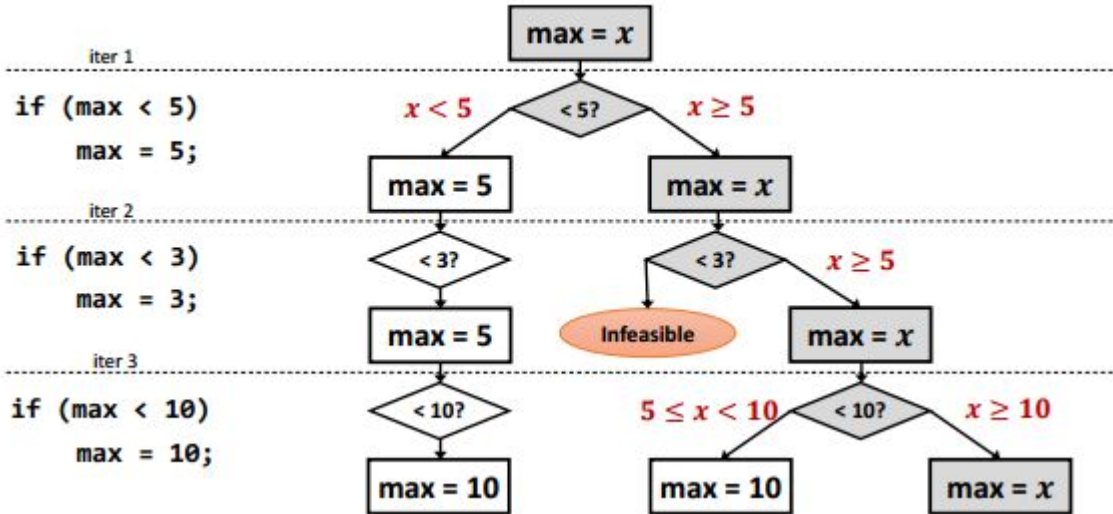 max = x
iter 1
if (max < 5)
max = 5;
x < 5
< 5?
x ≥ 5
max = 5
max = x
iter 2
if (max < 3)
max = 3;
< 3?
< 3?
x ≥ 5
max = 5
Infeasible
max = x
iter 3
if (max < 10)
max = 10;
< 10?
5 ≤ x < 10
< 10?
x ≥ 10
max = 10
max = 10
max = x